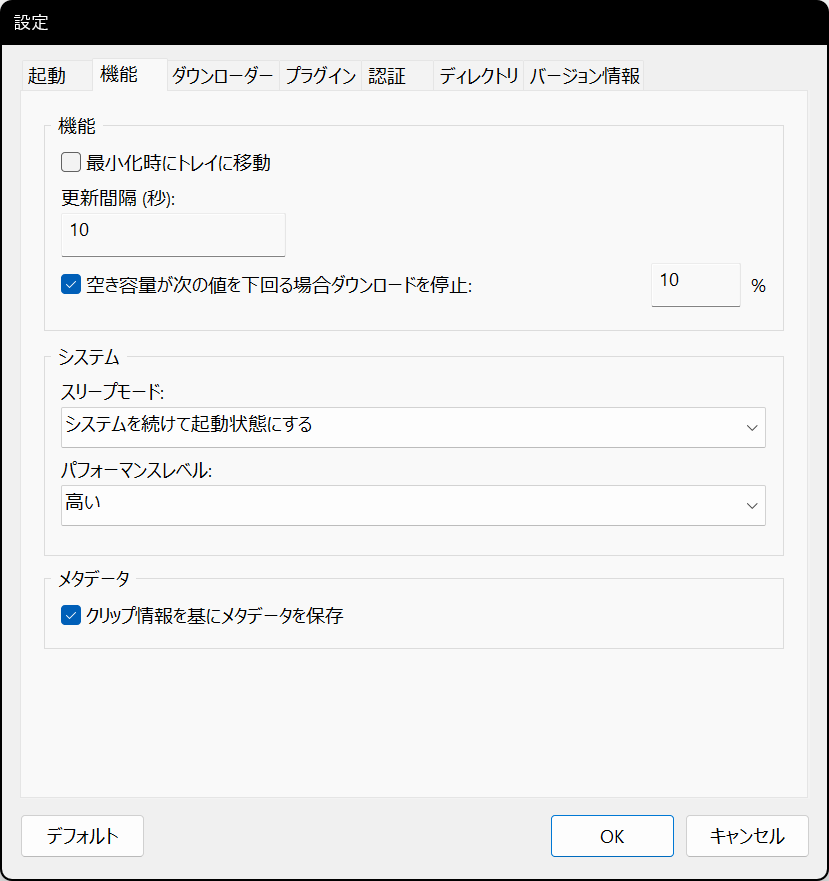 設定
起動 機能 ダウンローダー プラグイン 認証 ディレクトリ バージョン情報
機能
最小化時にトレイに移動
更新間隔 (秒):
10
空き容量が次の値を下回る場合ダウンロードを停止: 10 %
システム
スリープモード:
システムを続けて起動状態にする
パフォーマンスレベル:
高い
メタデータ
クリップ情報を基にメタデータを保存
デフォルト OK キャンセル